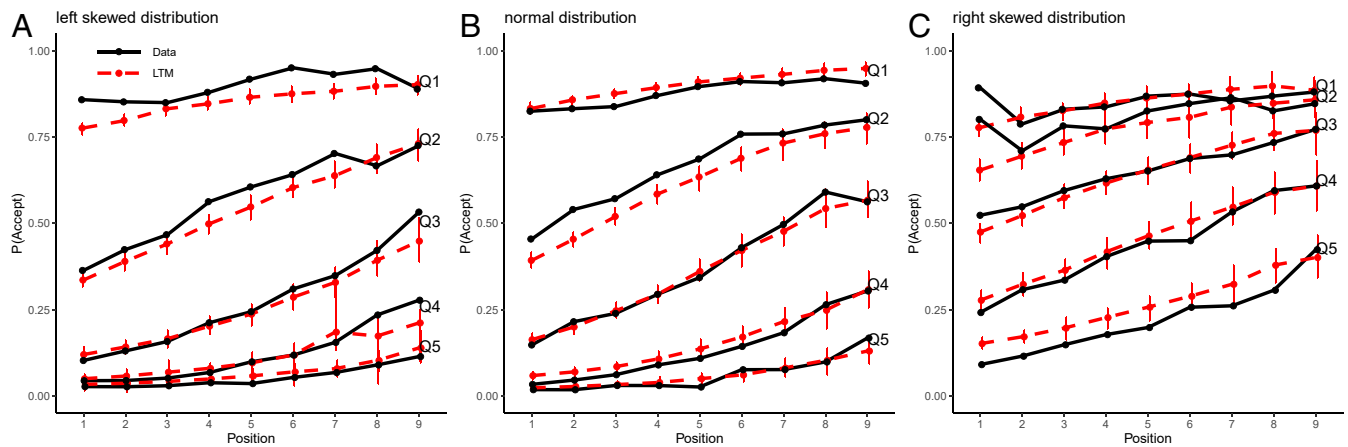 A left skewed distribution
1.00
0.75
0.50
0.25
0.00
P(Accept)
Data
LTM
Q1
Q2
Q3
Q4
Q5
1 2 3 4 5 6 7 8 9
Position
B normal distribution
1.00
0.75
0.50
0.25
0.00
P(Accept)
Q1
Q2
Q3
Q4
Q5
1 2 3 4 5 6 7 8 9
Position
C right skewed distribution
1.00
0.75
0.50
0.25
0.00
P(Accept)
Q1
Q2
Q3
Q4
Q5
1 2 3 4 5 6 7 8 9
Position